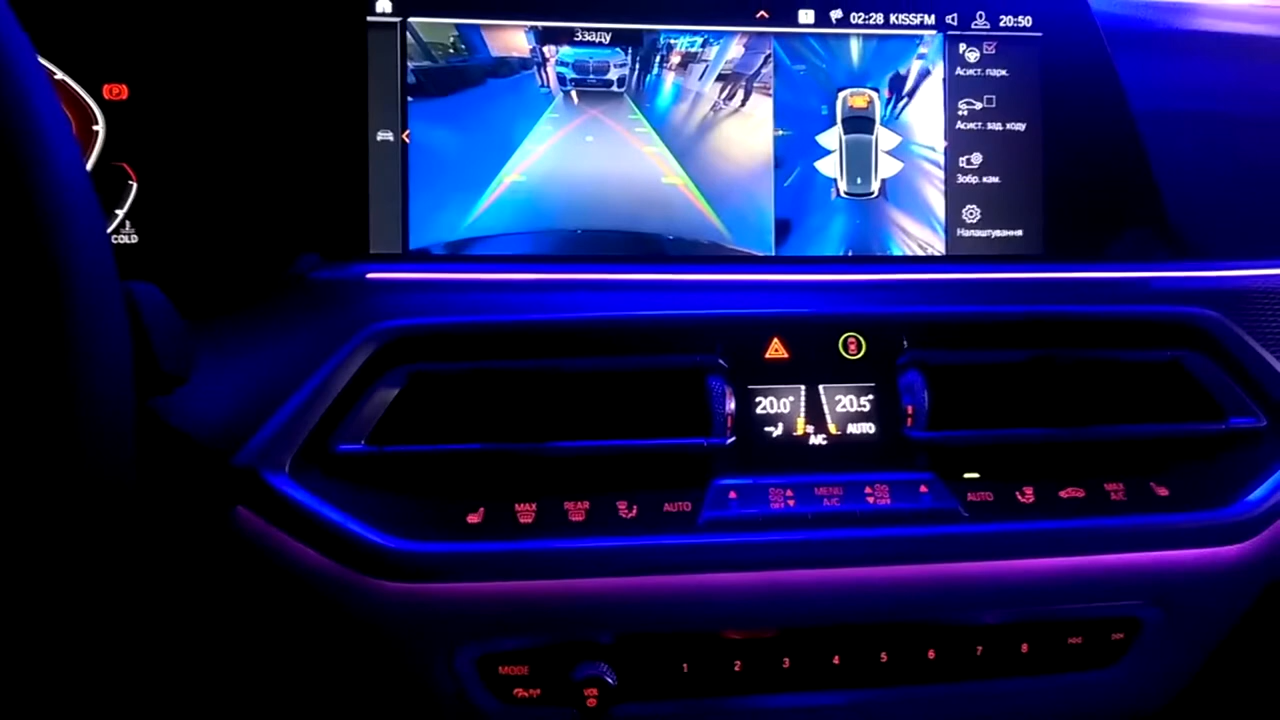 02:28 KISSFM 20:50
Ззаду
P
Асист. парк.
Асист. зад. ходу
Зобр. кам.
Налаштування
P
COLD
20.0° 20.5°
AUTO
A/C
MAX REAR AUTO
OFF MENU A/C OFF
AUTO MAX A/C
MODE 1 2 3 4 5 6 7 8
VOL